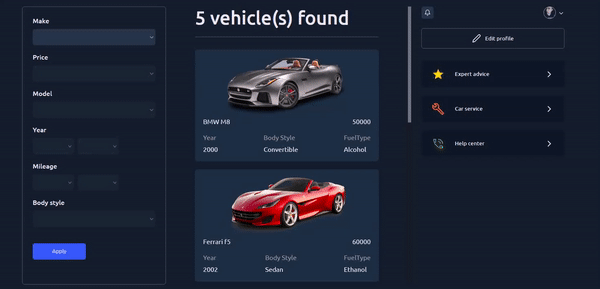 Make
Price
Model
Year
Mileage
Body style
Apply
5 vehicle(s) found
BMW M8 50000
Year Body Style FuelType
2000 Convertible Alcohol
Ferrari f5 60000
Year Body Style FuelType
2002 Sedan Ethanol
Edit profile
Expert advice
Car service
Help center